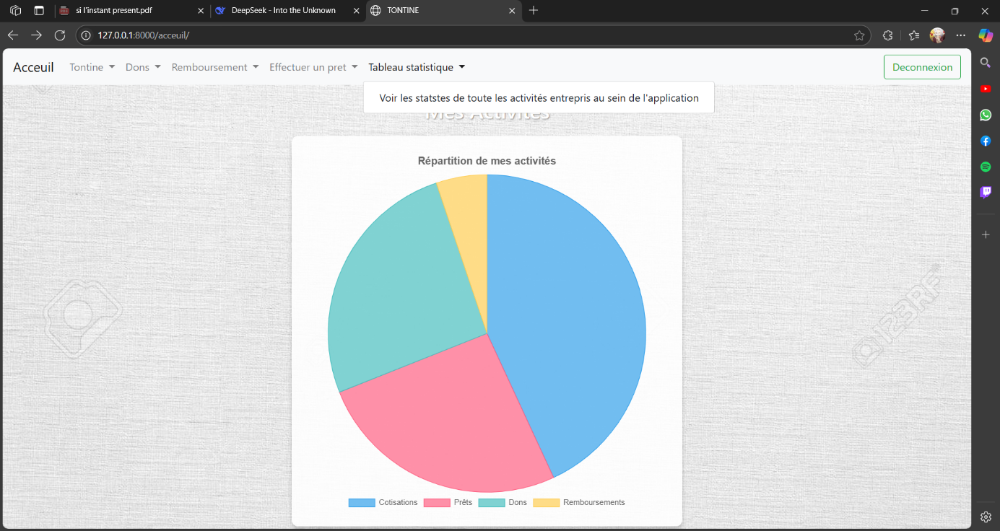 si l'instant present.pdf
DeepSeek - Into the Unknown
TONTINE
127.0.0.1:8000/acceuil/
Acceuil Tontine Dons Remboursement Effectuer un pret Tableau statistique Deconnexion
Voir les statstes de toute les activités entrepris au sein de l'application
Mes Activités
Répartition de mes activités
123RF
Cotisations Prêts Dons Remboursements